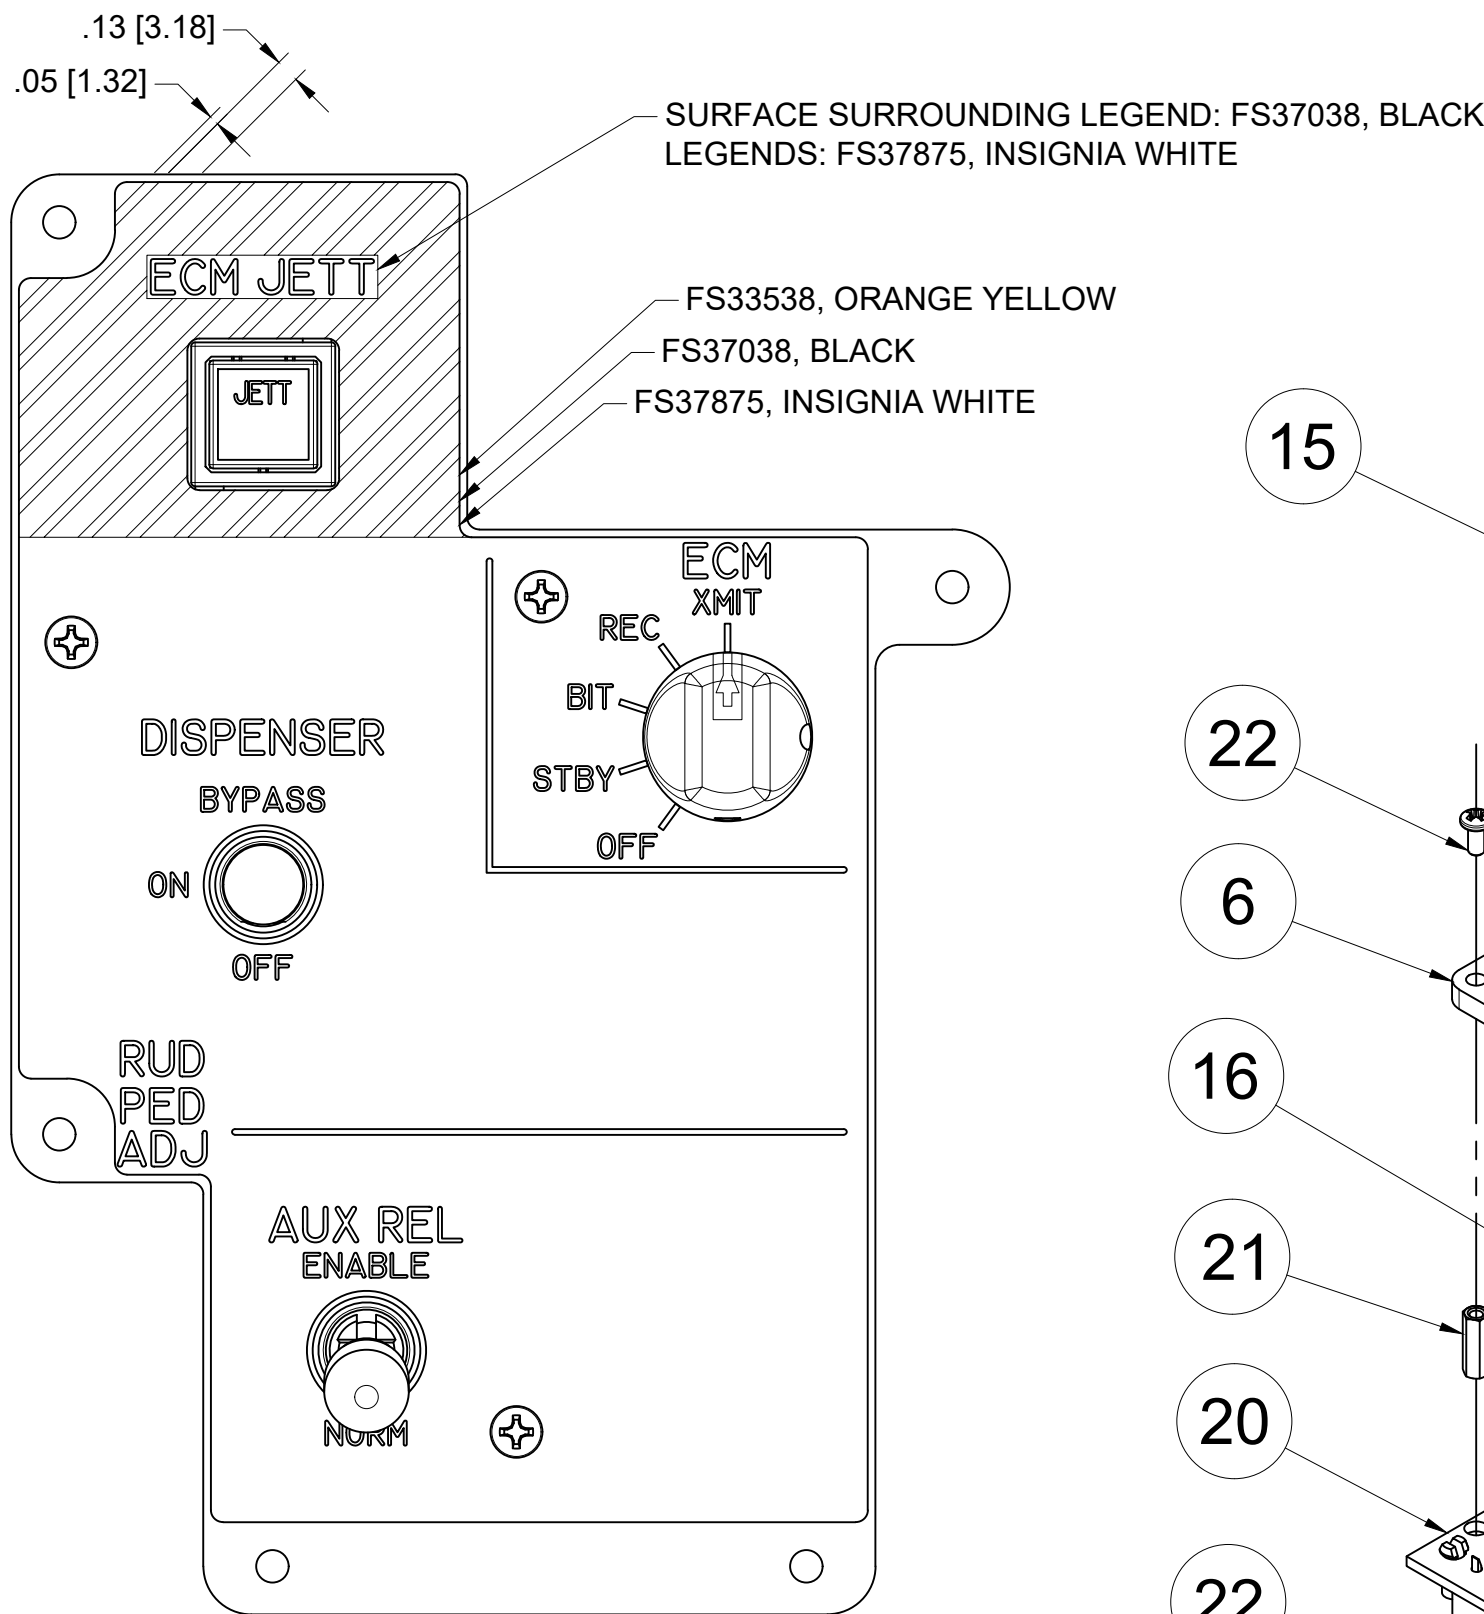 .13 [3.18]
.05 [1.32]
SURFACE SURROUNDING LEGEND: FS37038, BLACK
LEGENDS: FS37875, INSIGNIA WHITE
ECM JETT
FS33538, ORANGE YELLOW
FS37038, BLACK
FS37875, INSIGNIA WHITE
JETT
15
ECM
XMIT
REC
BIT
STBY
OFF
22
DISPENSER
BYPASS
ON
OFF
6
RUD
PED
ADJ
16
AUX REL
ENABLE
NORM
21
20
22